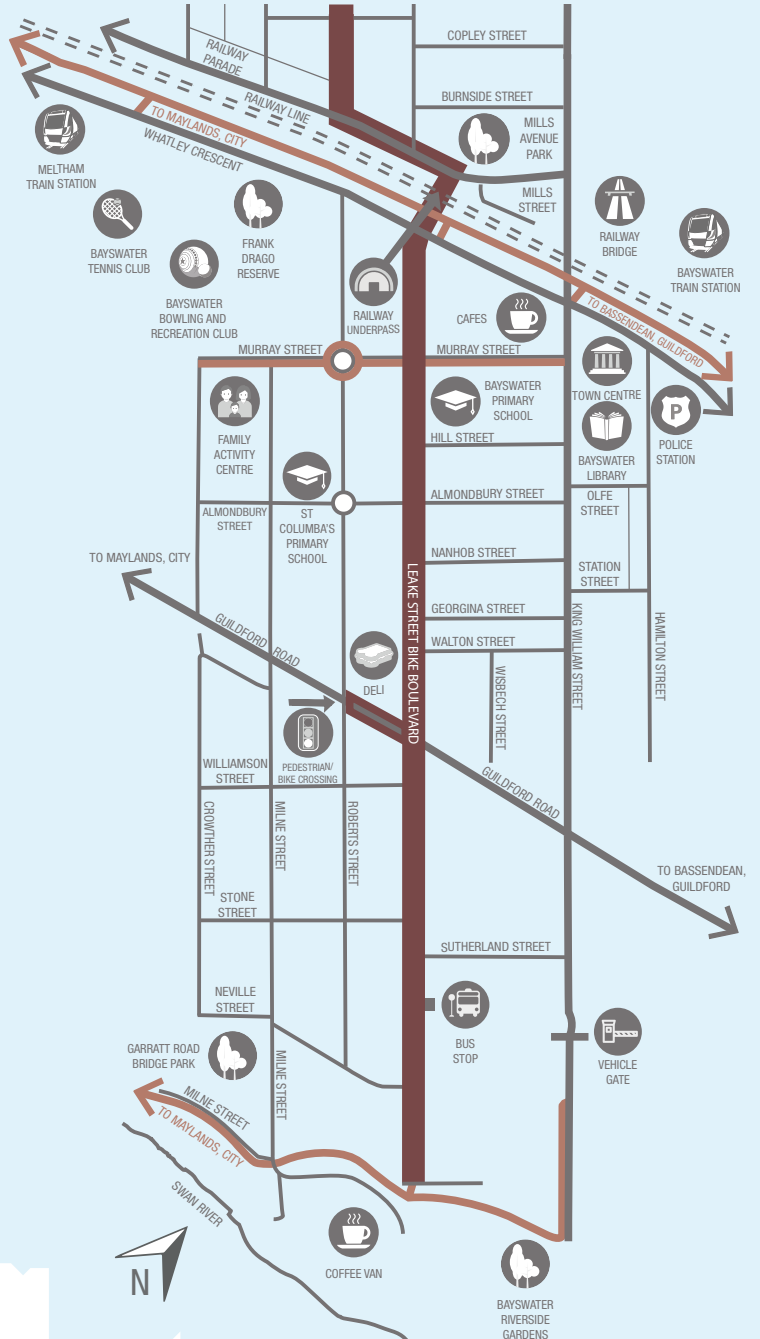 COPLEY STREET
RAILWAY
PARADE
BURNSIDE STREET
RAILWAY LINE
TO MAYLANDS, CITY
WHATLEY CRESCENT
MILLS
AVENUE
PARK
MELTHAM
TRAIN STATION
MILLS
STREET
BAYSWATER
TENNIS CLUB
FRANK
DRAGO
RESERVE
RAILWAY
BRIDGE
BAYSWATER
TRAIN STATION
BAYSWATER
BOWLING AND
RECREATION CLUB
RAILWAY
UNDERPASS
CAFES
TO BASSENDEAN, GUILDFORD
MURRAY STREET
MURRAY STREET
FAMILY
ACTIVITY
CENTRE
BAYSWATER
PRIMARY
SCHOOL
TOWN CENTRE
P
POLICE
STATION
HILL STREET
BAYSWATER
LIBRARY
ALMONDBURY
STREET
ST
COLUMBA'S
PRIMARY
SCHOOL
ALMONDBURY STREET
OLFE
STREET
TO MAYLANDS, CITY
NANHOB STREET
STATION
STREET
LEAKE STREET BIKE BOULEVARD
GEORGINA STREET
KING WILLIAM STREET
HAMILTON STREET
GUILDFORD ROAD
WALTON STREET
DELI
WISBECH STREET
PEDESTRIAN/
BIKE CROSSING
WILLIAMSON
STREET
GUILDFORD ROAD
CROWTHER STREET
MILNE STREET
ROBERTS STREET
TO BASSENDEAN,
GUILDFORD
STONE
STREET
SUTHERLAND STREET
NEVILLE
STREET
BUS
STOP
VEHICLE
GATE
GARRATT ROAD
BRIDGE PARK
MILNE STREET
MILNE STREET
TO MAYLANDS, CITY
SWAN RIVER
N
COFFEE VAN
BAYSWATER
RIVERSIDE
GARDENS